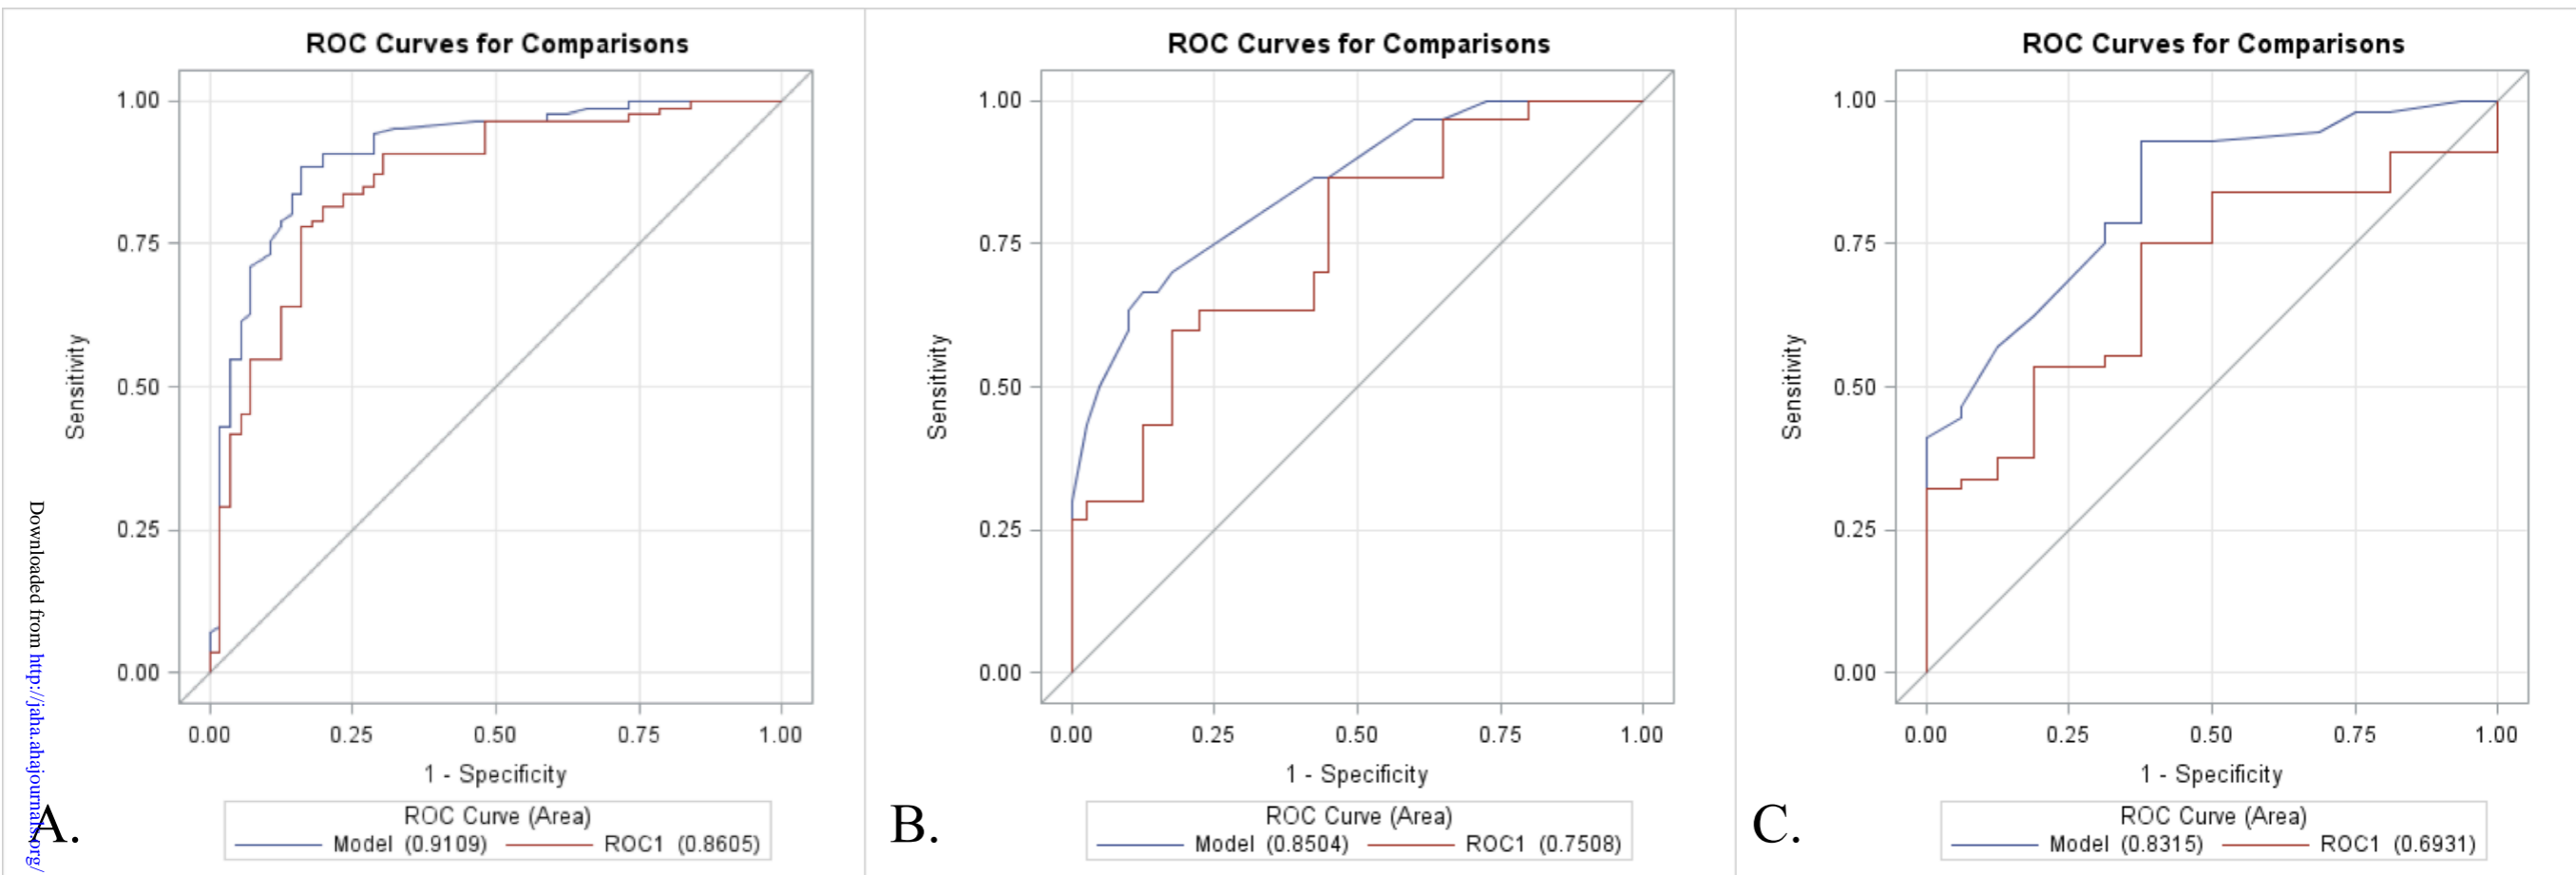 ROC Curves for Comparisons
1.00
0.75
0.50
0.25
0.00
Sensitivity
0.00 0.25 0.50 0.75 1.00
1 - Specificity
ROC Curve (Area)
Model (0.9109) ROC1 (0.8605)
A.
ROC Curves for Comparisons
1.00
0.75
0.50
0.25
0.00
Sensitivity
0.00 0.25 0.50 0.75 1.00
1 - Specificity
ROC Curve (Area)
Model (0.8504) ROC1 (0.7508)
B.
ROC Curves for Comparisons
1.00
0.75
0.50
0.25
0.00
Sensitivity
0.00 0.25 0.50 0.75 1.00
1 - Specificity
ROC Curve (Area)
Model (0.8315) ROC1 (0.6931)
C.
Downloaded from http://jaha.ahajournals.org/